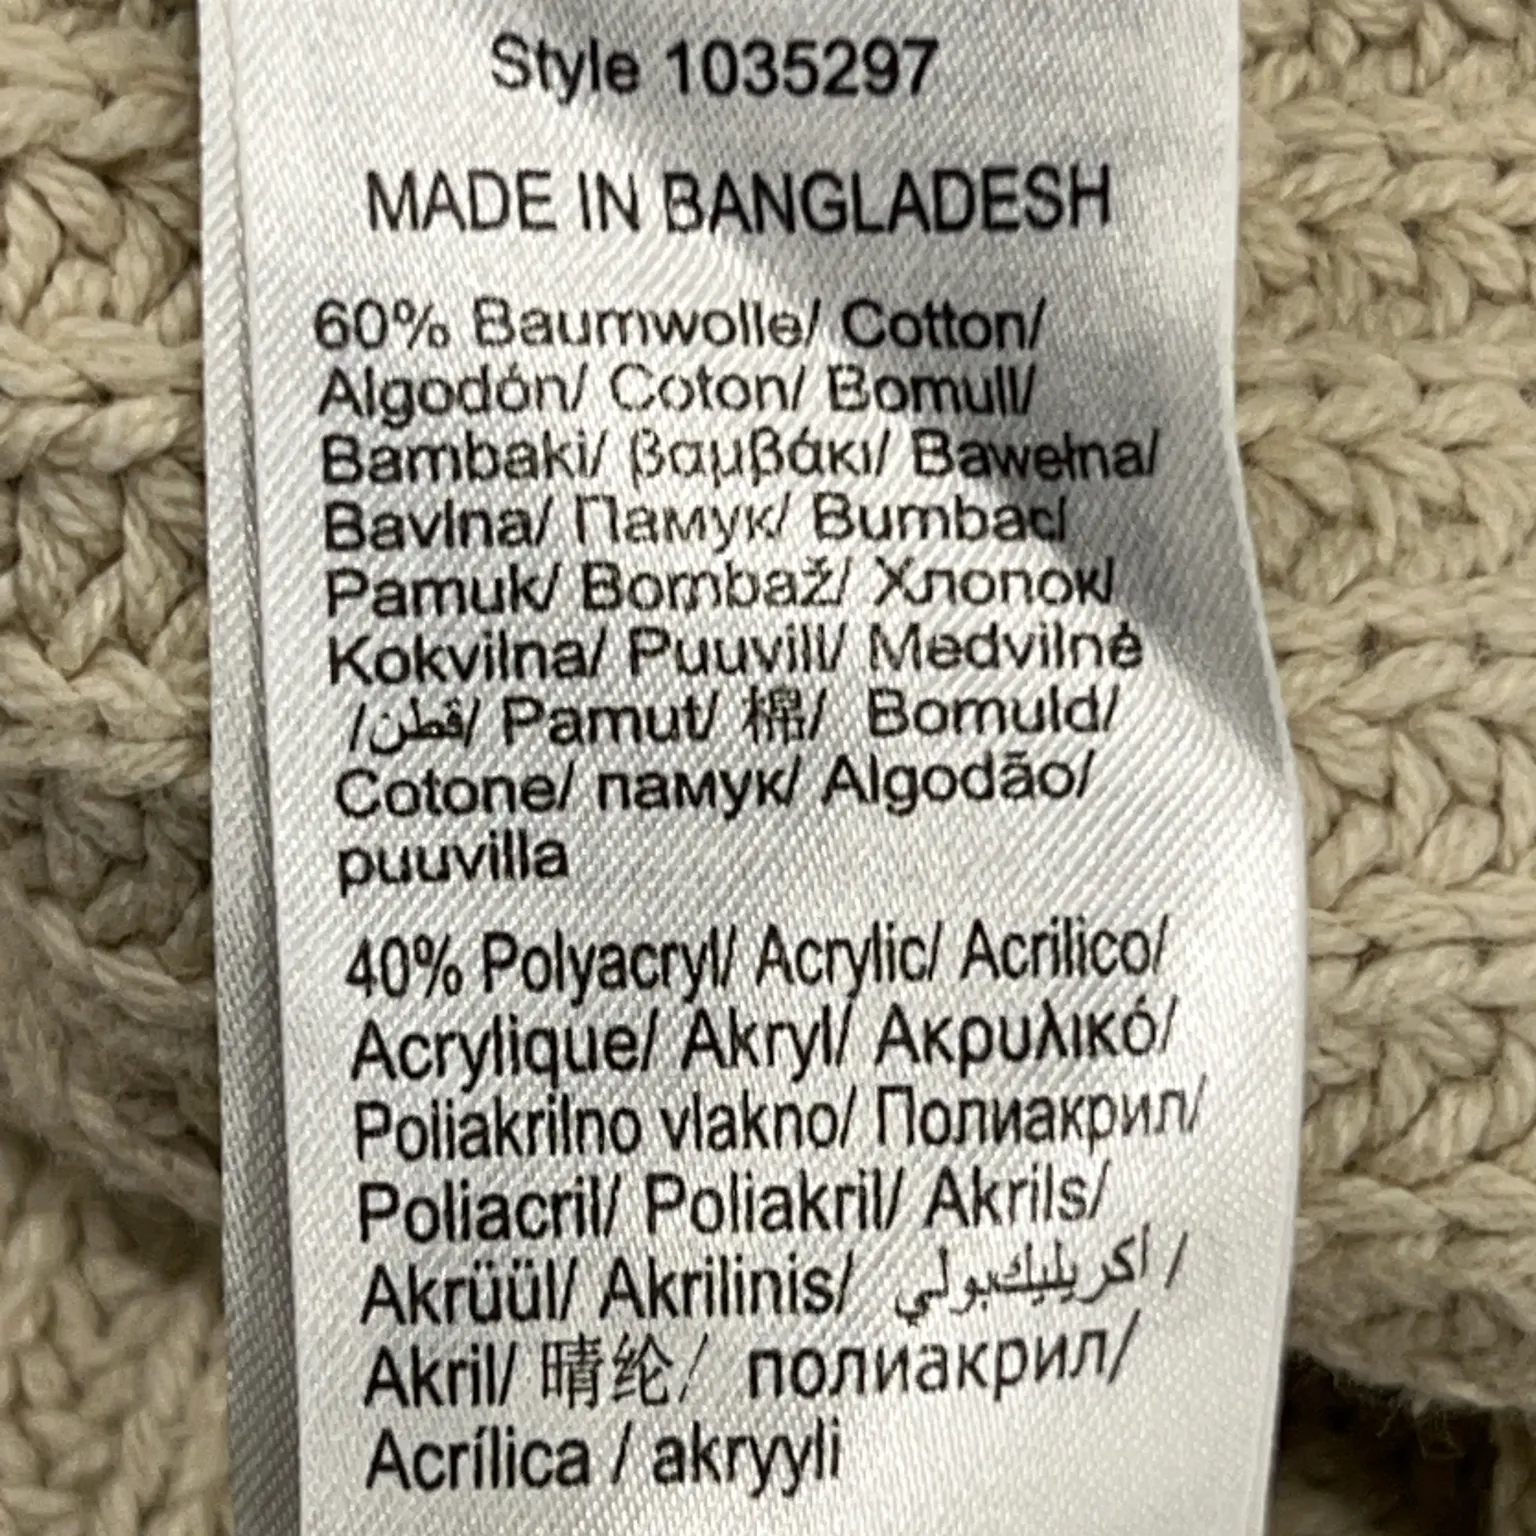 Style 1035297
MADE IN BANGLADESH
60% Baumwolle/ Cotton/
Algodón/ Coton/ Bomull/
Bambaki/ βαμβάκι/ Bawełna/
Bavlna/ Памук/ Bumbac/
Pamuk/ Bombaž/ Хлопок/
Kokvilna/ Puuvill/ Medvilnė
/قطن/ Pamut/ 棉/ Bomuld/
Cotone/ памук/ Algodão/
puuvilla
40% Polyacryl/ Acrylic/ Acrilico/
Acrylique/ Akryl/ Ακρυλικό/
Poliakrilno vlakno/ Полиакрил/
Poliacril/ Poliakril/ Akrils/
Akrüül/ Akrilinis/ أكريليكبولي /
Akril/ 晴纶/ полиакрил/
Acrílica / akryyli